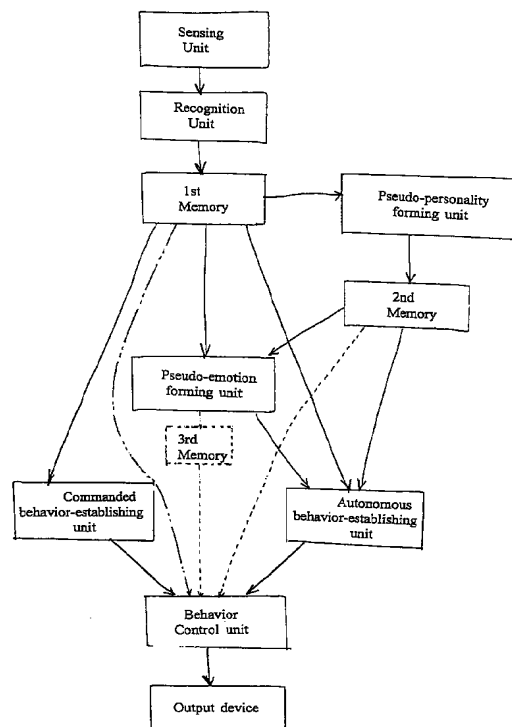 Sensing
Unit
Recognition
Unit
1st
Memory
Pseudo-personality
forming unit
2nd
Memory
Pseudo-emotion
forming unit
3rd
Memory
Commanded
behavior-establishing
unit
Autonomous
behavior-establishing
unit
Behavior
Control unit
Output device